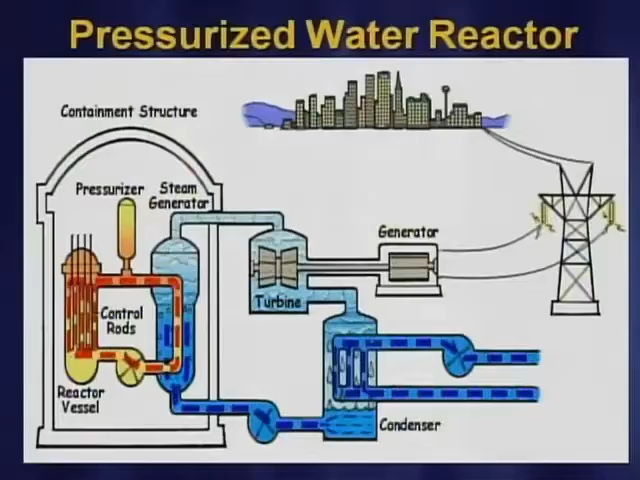 Pressurized Water Reactor
Containment Structure
Pressurizer
Steam
Generator
Generator
Turbine
Control
Rods
Reactor
Vessel
Condenser